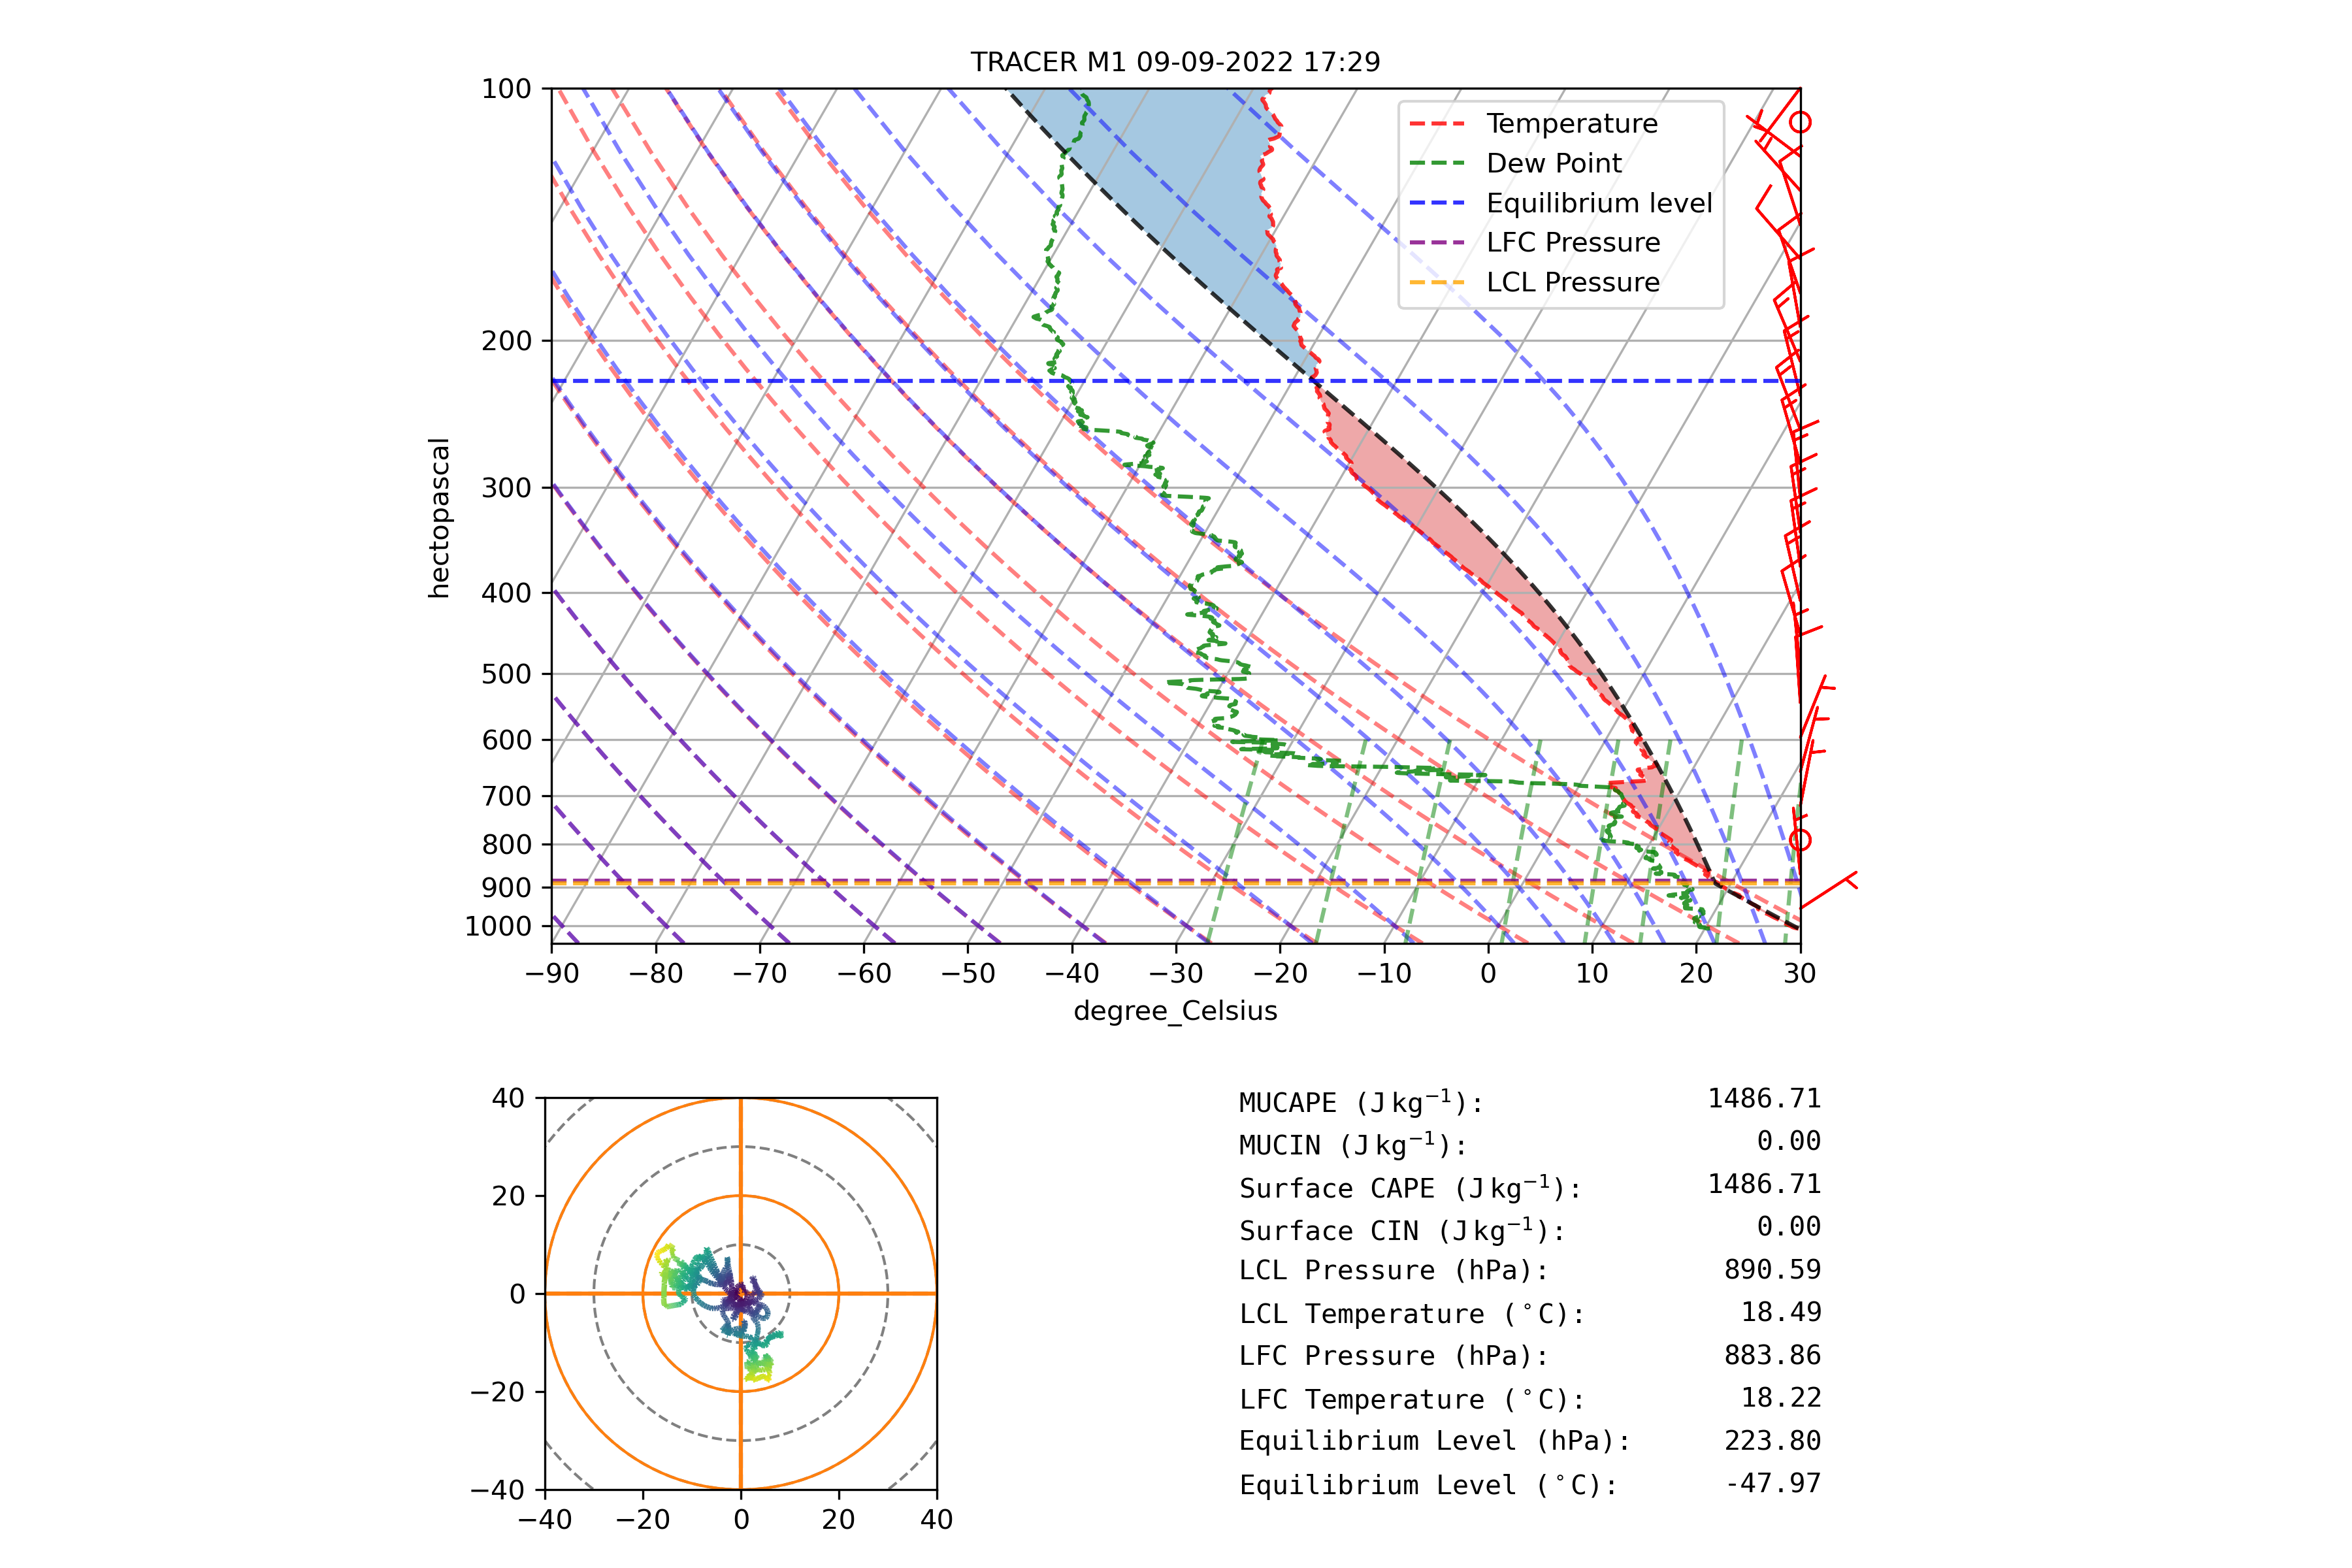 TRACER M1 09-09-2022 17:29
100
200
300
400
500
600
700
800
900
1000
hectopascal
Temperature
Dew Point
Equilibrium level
LFC Pressure
LCL Pressure
−90 −80 −70 −60 −50 −40 −30 −20 −10 0 10 20 30
degree_Celsius
40
20
0
−20
−40
−40 −20 0 20 40
MUCAPE (J kg⁻¹): 1486.71
MUCIN (J kg⁻¹): 0.00
Surface CAPE (J kg⁻¹): 1486.71
Surface CIN (J kg⁻¹): 0.00
LCL Pressure (hPa): 890.59
LCL Temperature (°C): 18.49
LFC Pressure (hPa): 883.86
LFC Temperature (°C): 18.22
Equilibrium Level (hPa): 223.80
Equilibrium Level (°C): -47.97